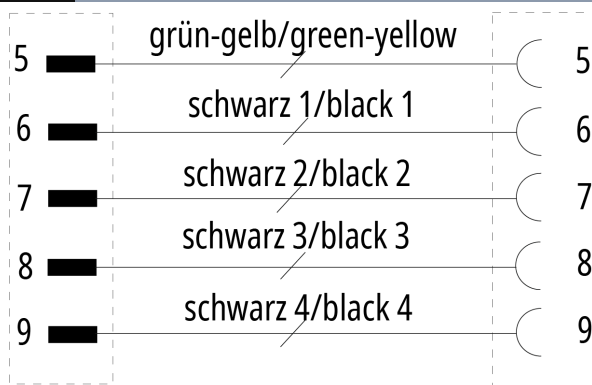 5 grün-gelb/green-yellow 5
6 schwarz 1/black 1 6
7 schwarz 2/black 2 7
8 schwarz 3/black 3 8
9 schwarz 4/black 4 9